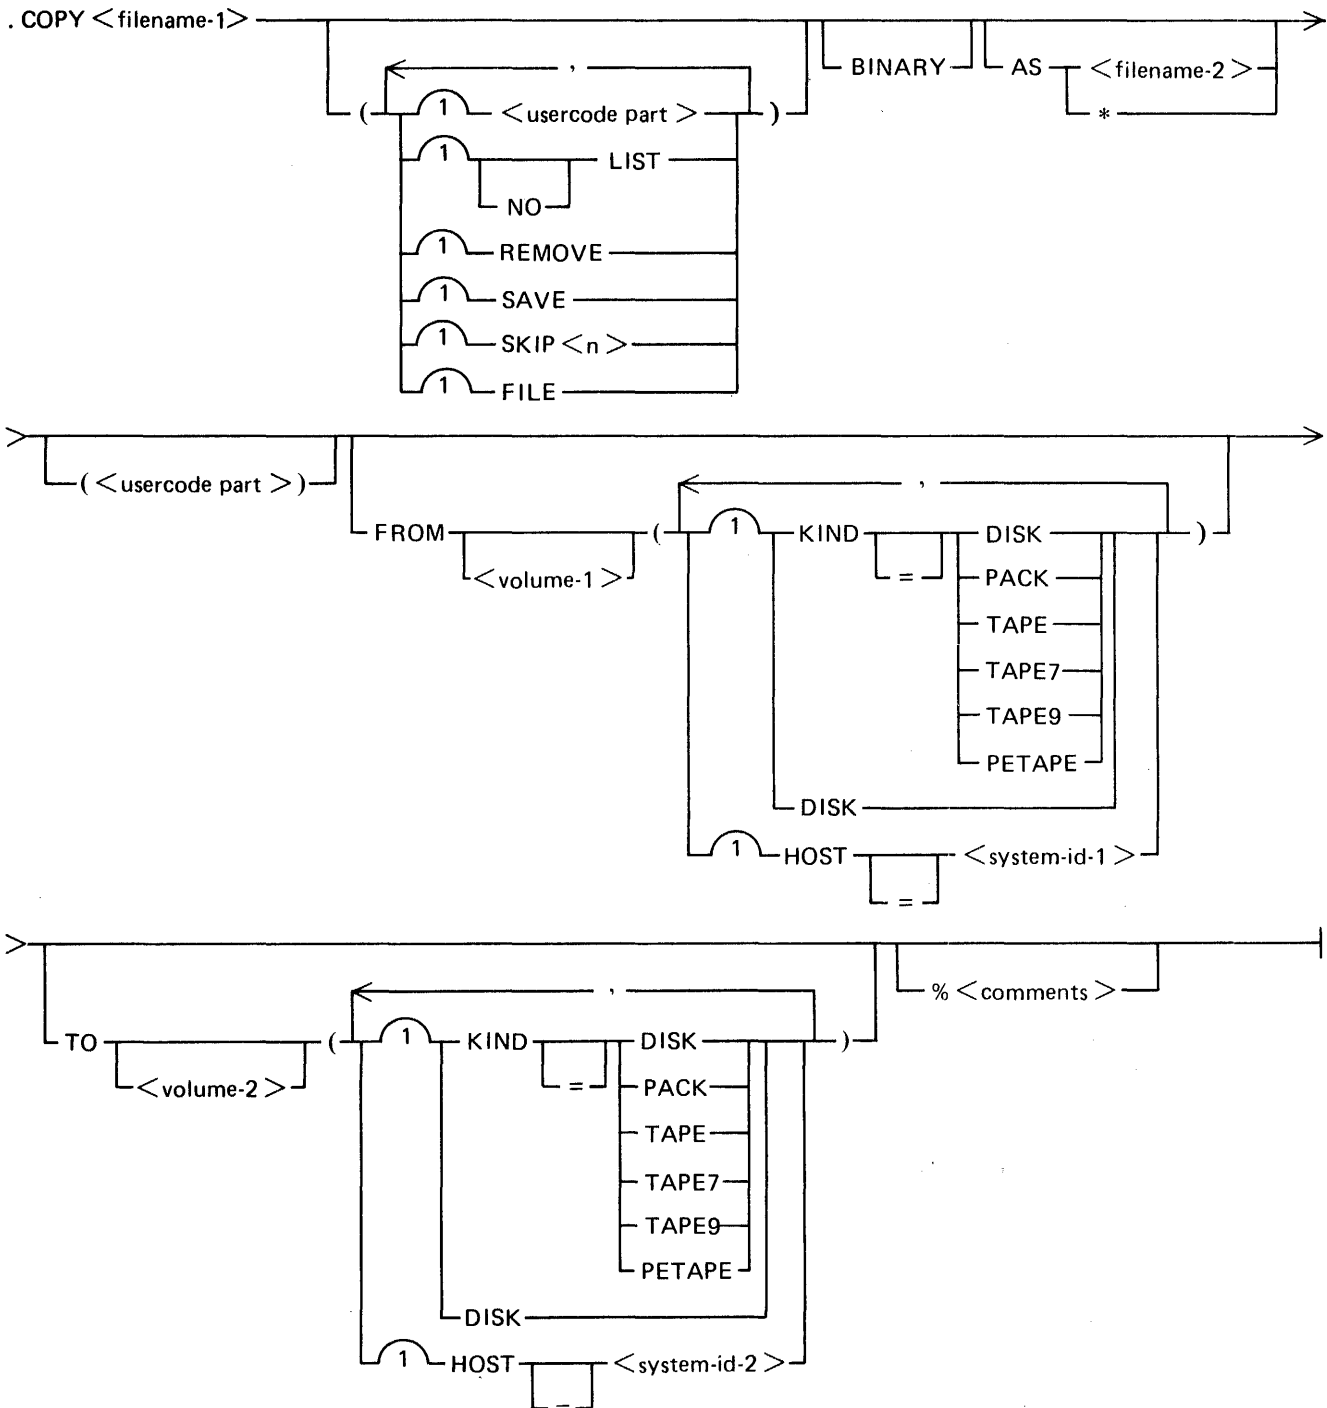 . COPY <filename-1>
BINARY
AS <filename-2>
*
,
( 1 <usercode part> )
1 LIST
NO
1 REMOVE
1 SAVE
1 SKIP <n>
1 FILE
>
( <usercode part> )
,
FROM ( 1 KIND DISK )
<volume-1> = PACK
TAPE
TAPE7
TAPE9
PETAPE
DISK
1 HOST <system-id-1>
=
>
% <comments>
,
TO ( 1 KIND DISK )
<volume-2> = PACK
TAPE
TAPE7
TAPE9
PETAPE
DISK
1 HOST <system-id-2>
=